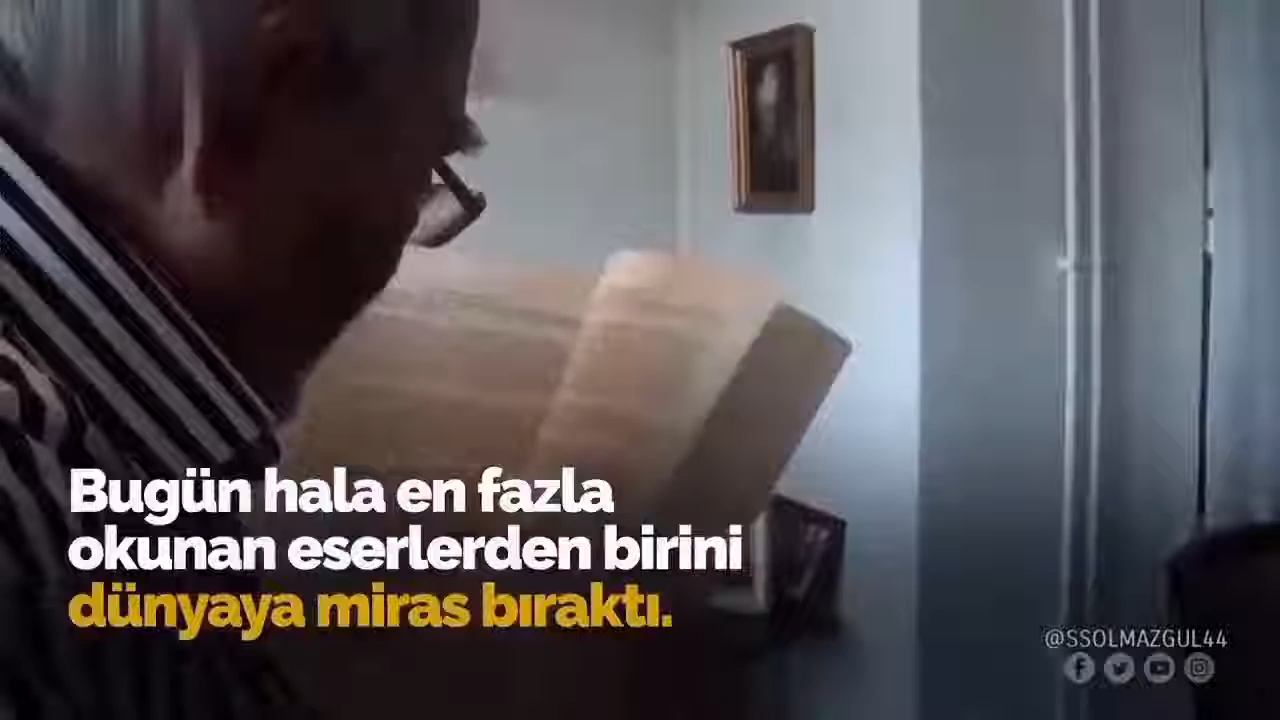 Bugün hala en fazla
okunan eserlerden birini
dünyaya miras bıraktı.
@SSOLMAZGUL44